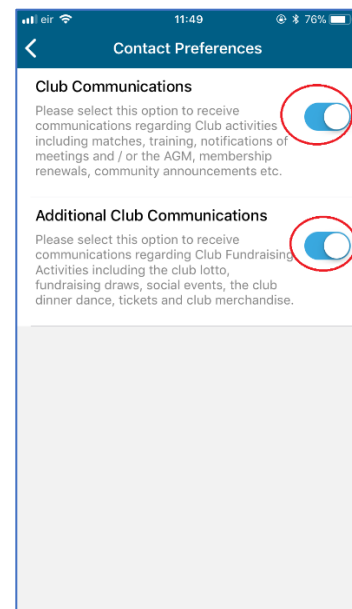 eir 11:49 76%
Contact Preferences
Club Communications
Please select this option to receive
communications regarding Club activities
including matches, training, notifications of
meetings and / or the AGM, membership
renewals, community announcements etc.
Additional Club Communications
Please select this option to receive
communications regarding Club Fundraising
Activities including the club lotto,
fundraising draws, social events, the club
dinner dance, tickets and club merchandise.